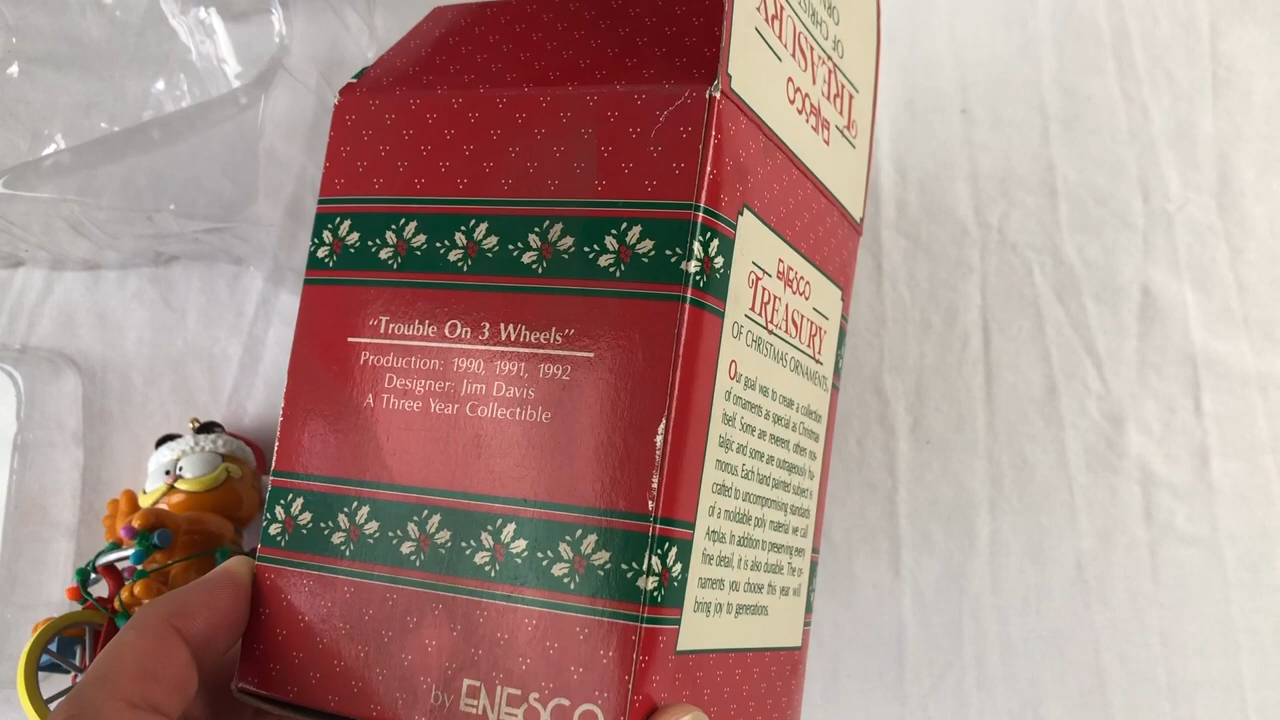 OF CHRIST
TREASURY
ENESCO
"Trouble On 3 Wheels"
Production: 1990, 1991, 1992
Designer: Jim Davis
A Three Year Collectible
by ENESCO
ENESCO
TREASURY
OF CHRISTMAS ORNAMENTS
Our goal was to create a collection
of ornaments as special as Christmas
itself. Some are reverent, others nos-
talgic and some are outrageously hu-
morous. Each hand painted subject is
crafted to uncompromising standards
of a moldable poly material we call
Artplas. In addition to preserving every
fine detail, it is also durable. The or-
naments you choose this year will
bring joy to generations.